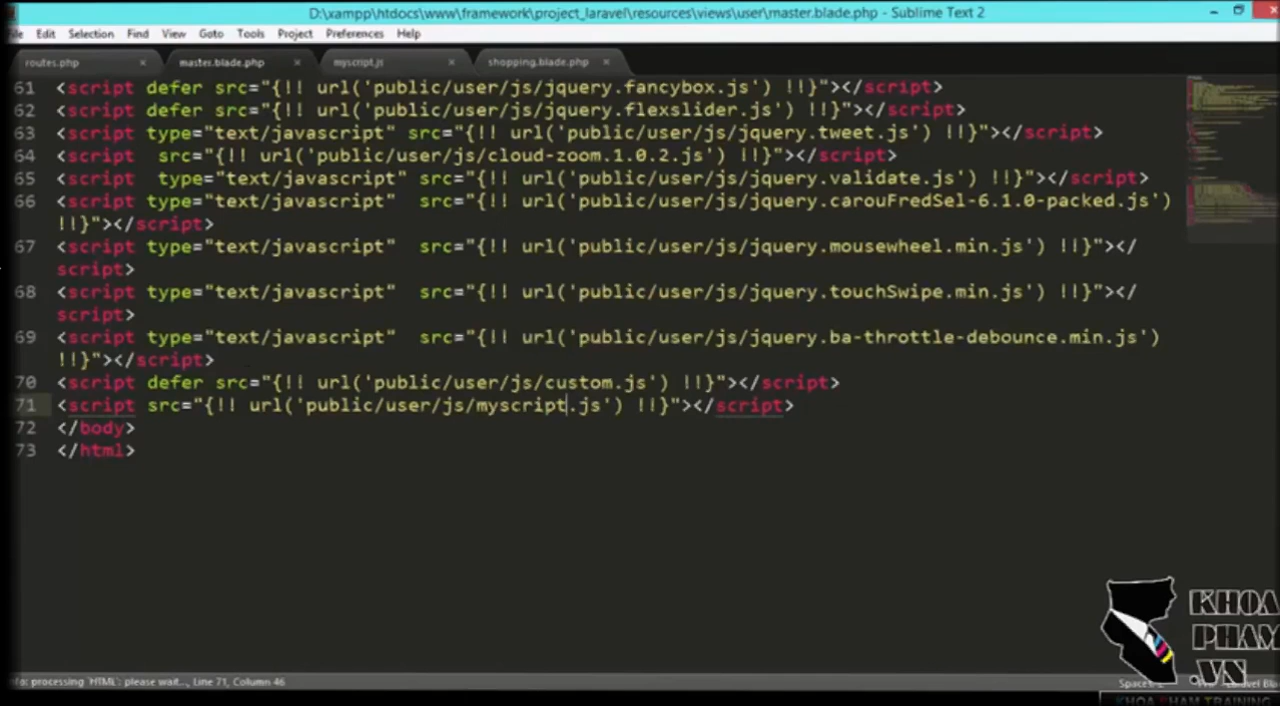 D:\xampp\htdocs\www\framework\project_laravel\resources\views\user\master.blade.php - Sublime Text 2
Edit Selection Find View Goto Tools Project Preferences Help
routes.php × master.blade.php × myscript.js × shopping.blade.php ×
61 <script defer src="{!! url('public/user/js/jquery.fancybox.js') !!}"></script>
62 <script defer src="{!! url('public/user/js/jquery.flexslider.js') !!}"></script>
63 <script type="text/javascript" src="{!! url('public/user/js/jquery.tweet.js') !!}"></script>
64 <script  src="{!! url('public/user/js/cloud-zoom.1.0.2.js') !!}"></script>
65 <script  type="text/javascript" src="{!! url('public/user/js/jquery.validate.js') !!}"></script>
66 <script type="text/javascript"  src="{!! url('public/user/js/jquery.carouFredSel-6.1.0-packed.js')
!!}"></script>
67 <script type="text/javascript"  src="{!! url('public/user/js/jquery.mousewheel.min.js') !!}"></
script>
68 <script type="text/javascript"  src="{!! url('public/user/js/jquery.touchSwipe.min.js') !!}"></
script>
69 <script type="text/javascript"  src="{!! url('public/user/js/jquery.ba-throttle-debounce.min.js')
!!}"></script>
70 <script defer src="{!! url('public/user/js/custom.js') !!}"></script>
71 <script src="{!! url('public/user/js/myscript.js') !!}"></script>
72 </body>
73 </html>
KHOA
PHAM
.VN
processing `HTML`: please wait..., Line 71, Column 46
KHOA PHAM TRAINING